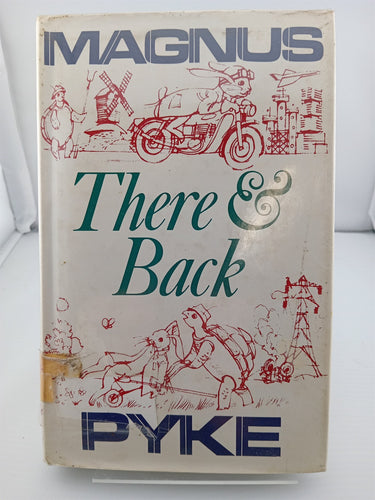 MAGNUS
There &
Back
PYKE